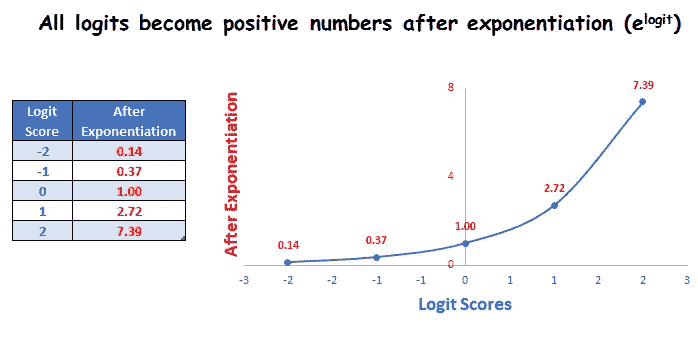 All logits become positive numbers after exponentiation (e^logit)
Logit Score After Exponentiation
-2 0.14
-1 0.37
0 1.00
1 2.72
2 7.39
After Exponentiation
8
4
0
0.14 0.37 1.00 2.72 7.39
-3 -2 -2 -1 -1 0 1 1 2 2 3
Logit Scores